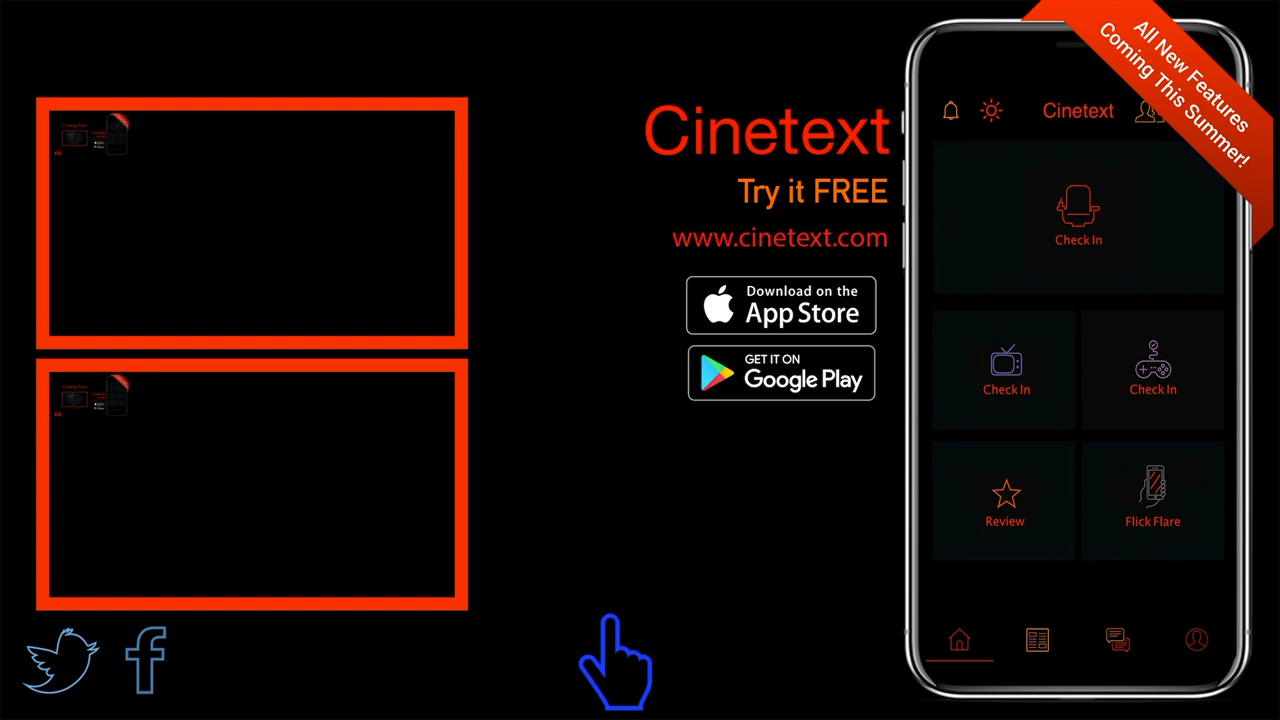 Cinetext
Try it FREE
www.cinetext.com
Download on the
App Store
GET IT ON
Google Play
All New Features
Coming This Summer!
Cinetext
Check In
Check In
Check In
Review
Flick Flare